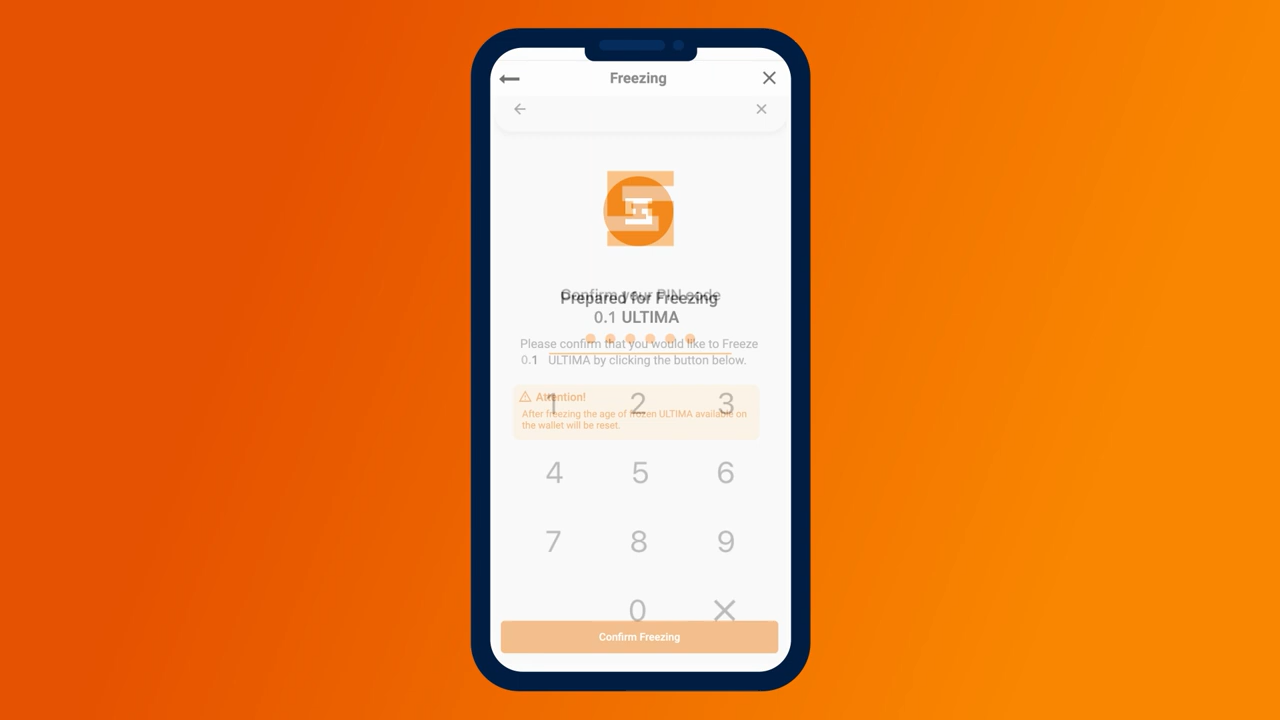 Freezing
Confirm your PIN code
Prepared for Freezing
0.1 ULTIMA
Please confirm that you would like to Freeze
0.1 ULTIMA by clicking the button below.
Attention!
After freezing the age of frozen ULTIMA available on
the wallet will be reset.
1 2 3
4 5 6
7 8 9
0
Confirm Freezing